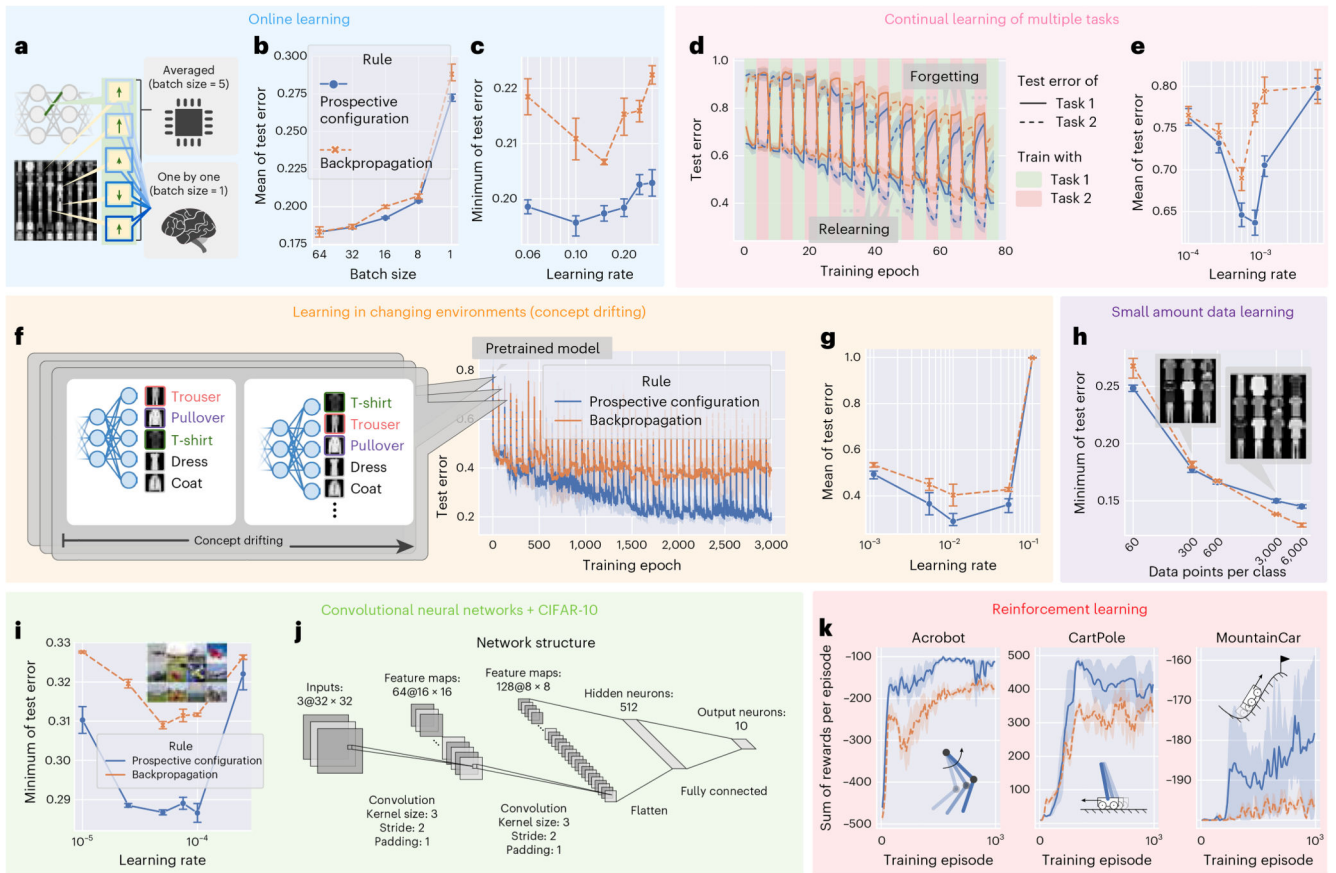 Online learning
a
Averaged
(batch size = 5)
One by one
(batch size = 1)
b
Mean of test error
0.300
0.275
0.250
0.225
0.200
0.175
Rule
Prospective
configuration
Backpropagation
64
32
16
8
1
Batch size
c
Minimum of test error
0.22
0.21
0.20
0.06
0.10
0.20
Learning rate
Continual learning of multiple tasks
d
Test error
1.0
0.8
0.6
0.4
Forgetting
Relearning
0
20
40
60
80
Training epoch
Test error of
Task 1
Task 2
Train with
Task 1
Task 2
e
Mean of test error
0.80
0.75
0.70
0.65
10⁻⁴
10⁻³
Learning rate
Learning in changing environments (concept drifting)
f
Trouser
Pullover
T-shirt
Dress
Coat
T-shirt
Trouser
Pullover
Dress
Coat
Concept drifting
Pretrained model
Test error
0.8
0.4
0.2
Rule
Prospective configuration
Backpropagation
0
500
1,000
1,500
2,000
2,500
3,000
Training epoch
g
Mean of test error
1.0
0.8
0.6
0.4
10⁻³
10⁻²
10⁻¹
Learning rate
Small amount data learning
h
Minimum of test error
0.25
0.20
0.15
60
300
600
3,000
6,000
Data points per class
Convolutional neural networks + CIFAR-10
i
Minimum of test error
0.33
0.32
0.31
0.30
0.29
Rule
Prospective configuration
Backpropagation
10⁻⁵
10⁻⁴
Learning rate
j
Network structure
Inputs:
3@32 × 32
Feature maps:
64@16 × 16
Feature maps:
128@8 × 8
Hidden neurons:
512
Output neurons:
10
Convolution
Kernel size: 3
Stride: 2
Padding: 1
Convolution
Kernel size: 3
Stride: 2
Padding: 1
Flatten
Fully connected
Reinforcement learning
k
Sum of rewards per episode
Acrobot
−100
−200
−300
−400
−500
0
10³
Training episode
CartPole
500
400
300
200
100
0
10³
Training episode
MountainCar
−160
−170
−180
−190
0
10³
Training episode